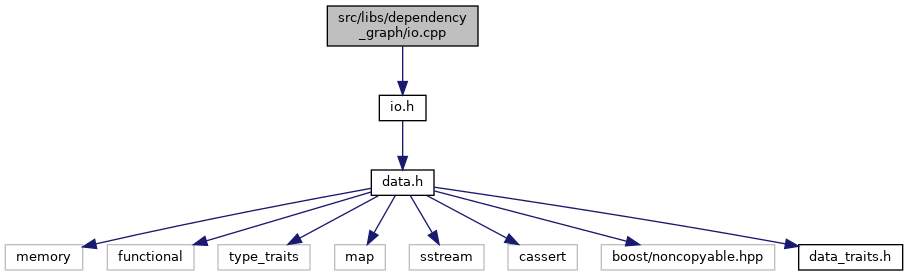 src/libs/dependency
_graph/io.cpp
io.h
data.h
memory
functional
type_traits
map
sstream
cassert
boost/noncopyable.hpp
data_traits.h